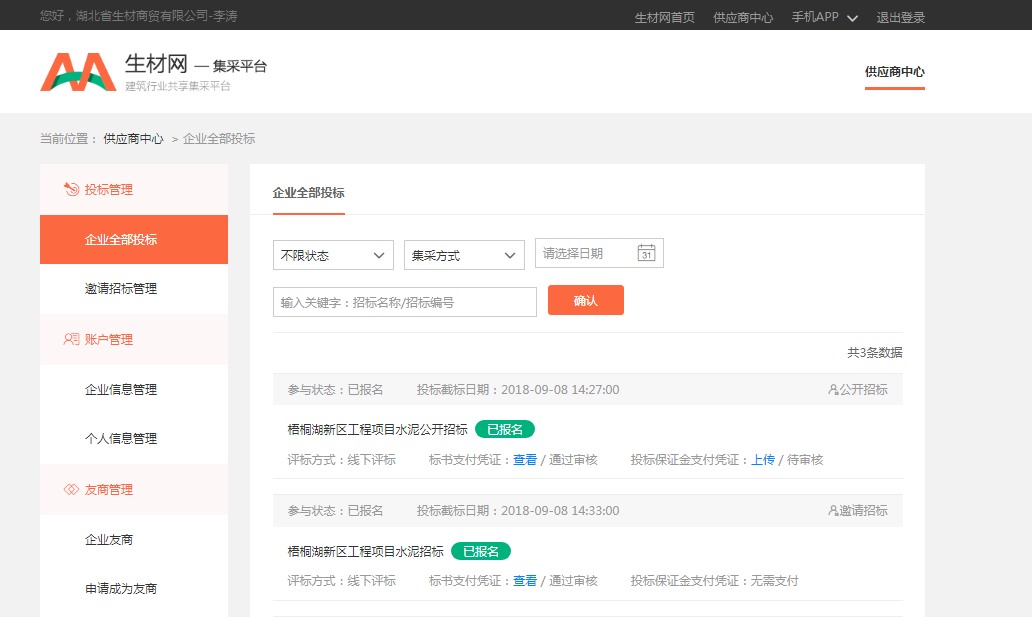 您好，湖北省生材商贸有限公司-李涛
生材网首页 供应商中心 手机APP 退出登录
生材网 — 集采平台
建筑行业共享集采平台
供应商中心
当前位置： 供应商中心 > 企业全部投标
投标管理
企业全部投标
邀请招标管理
账户管理
企业信息管理
个人信息管理
友商管理
企业友商
申请成为友商
企业全部投标
不限状态 集采方式 请选择日期 31
输入关键字：招标名称/招标编号 确认
共3条数据
参与状态：已报名 投标截标日期：2018-09-08 14:27:00 公开招标
梧桐湖新区工程项目水泥公开招标 已报名
评标方式：线下评标 标书支付凭证：查看 / 通过审核 投标保证金支付凭证：上传 / 待审核
参与状态：已报名 投标截标日期：2018-09-08 14:33:00 邀请招标
梧桐湖新区工程项目水泥招标 已报名
评标方式：线下评标 标书支付凭证：查看 / 通过审核 投标保证金支付凭证：无需支付